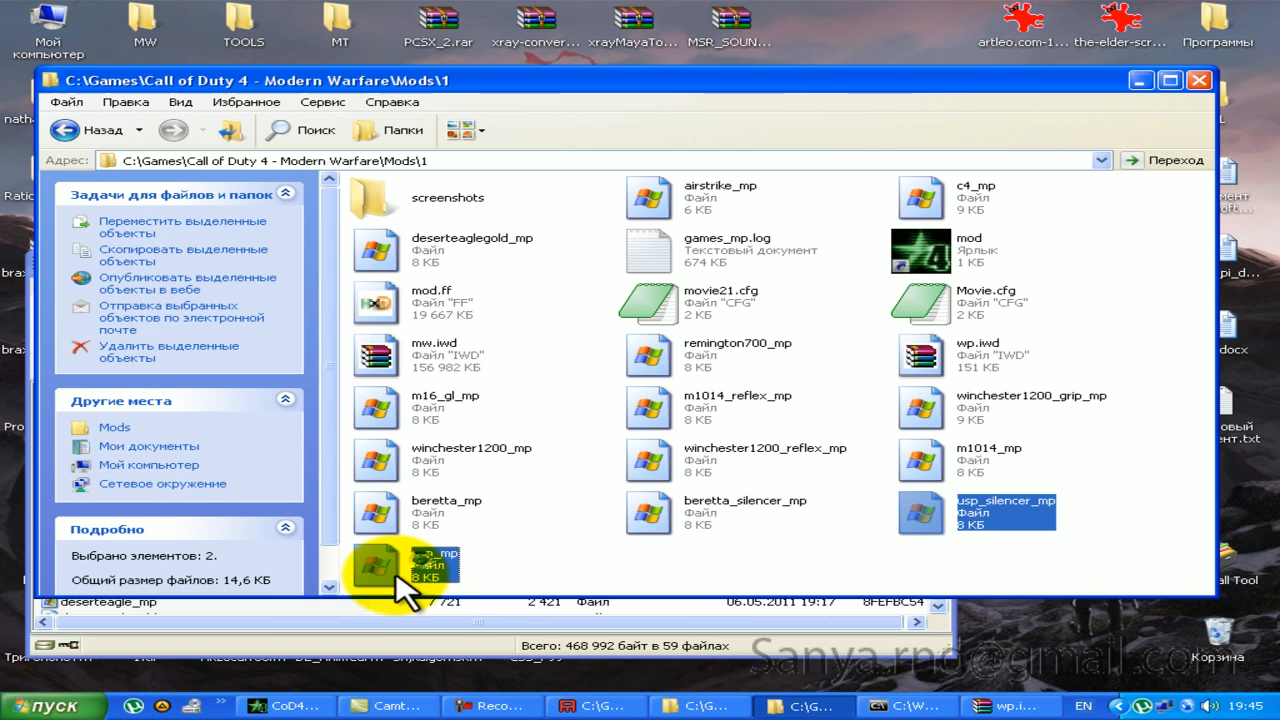 Мой компьютер
MW
TOOLS
MT
PCSX_2.rar
xray-conver...
xrayMayaTo...
MSR_SOUN...
artleo.com-1...
the-elder-scr...
Программы
C:\Games\Call of Duty 4 - Modern Warfare\Mods\1
Файл Правка Вид Избранное Сервис Справка
Назад Поиск Папки
Адрес: C:\Games\Call of Duty 4 - Modern Warfare\Mods\1 Переход
Задачи для файлов и папок
Переместить выделенные
объекты
Скопировать выделенные
объекты
Опубликовать выделенные
объекты в вебе
Отправка выбранных
объектов по электронной
почте
Удалить выделенные
объекты
Другие места
Mods
Мои документы
Мой компьютер
Сетевое окружение
Подробно
Выбрано элементов: 2.
Общий размер файлов: 14,6 КБ
screenshots
airstrike_mp
Файл
6 КБ
c4_mp
Файл
9 КБ
deserteaglegold_mp
Файл
8 КБ
games_mp.log
Текстовый документ
674 КБ
mod
Ярлык
1 КБ
mod.ff
Файл "FF"
19 667 КБ
movie21.cfg
Файл "CFG"
2 КБ
Movie.cfg
Файл "CFG"
2 КБ
mw.iwd
Файл "IWD"
156 982 КБ
remington700_mp
Файл
8 КБ
wp.iwd
Файл "IWD"
151 КБ
m16_gl_mp
Файл
8 КБ
m1014_reflex_mp
Файл
8 КБ
winchester1200_grip_mp
Файл
9 КБ
winchester1200_mp
Файл
8 КБ
winchester1200_reflex_mp
Файл
8 КБ
m1014_mp
Файл
8 КБ
beretta_mp
Файл
8 КБ
beretta_silencer_mp
Файл
8 КБ
usp_silencer_mp
Файл
8 КБ
8 КБ
deserteagle_mp 7 721 2 421 Файл 06.05.2011 19:17 8FEFBC54
Всего: 468 992 байт в 59 файлах
Sanya.rnd@gmail.com
Корзина
пуск
CoD4...
Camt...
Reco...
C:\G...
C:\G...
C:\G...
C:\W...
wp.i...
EN
19:45